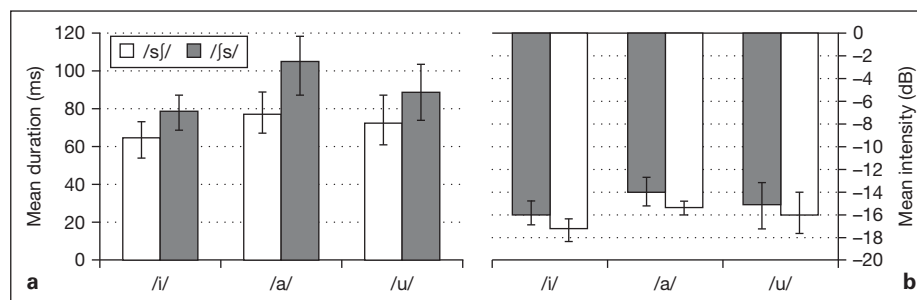 120
100
80
60
40
20
0
Mean duration (ms)
/sʃ/ /ʃs/
/i/ /a/ /u/
a
0
–2
–4
–6
–8
–10
–12
–14
–16
–18
–20
Mean intensity (dB)
/i/ /a/ /u/
b